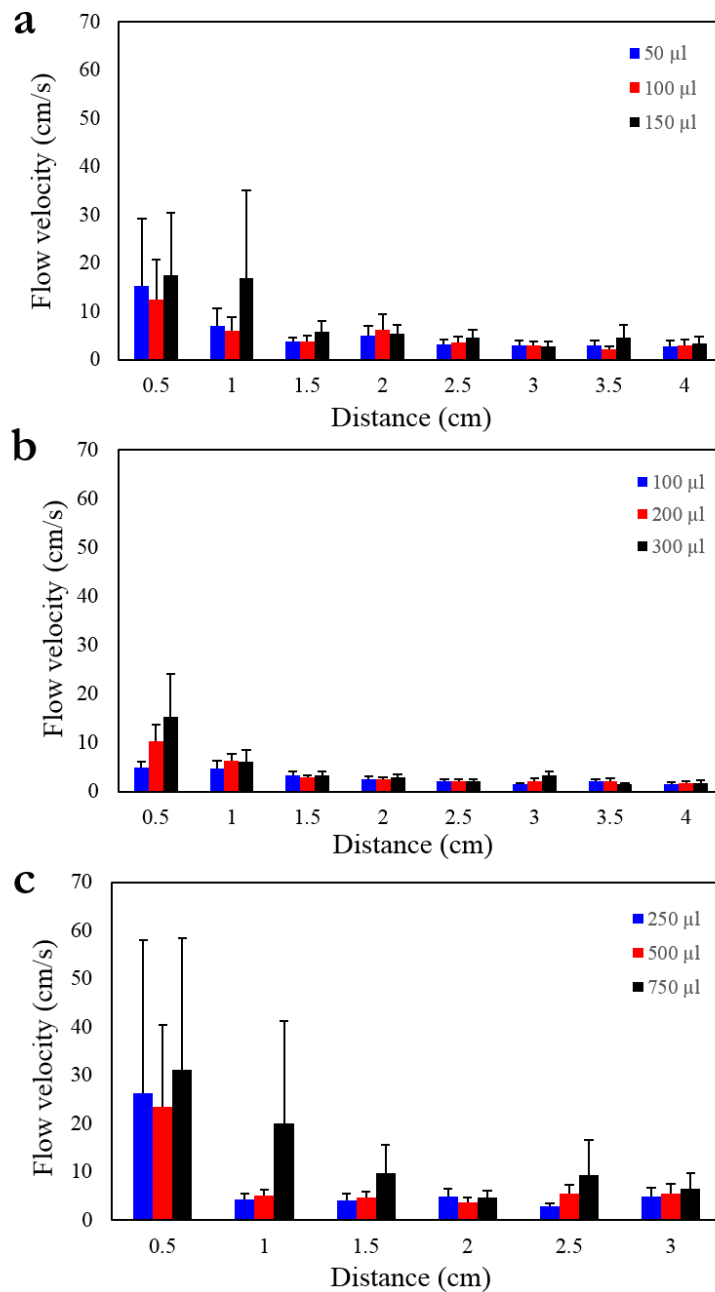 a
70
60
50
40
30
20
10
0
Flow velocity (cm/s)
50 µl
100 µl
150 µl
0.5 1 1.5 2 2.5 3 3.5 4
Distance (cm)
b
70
60
50
40
30
20
10
0
Flow velocity (cm/s)
100 µl
200 µl
300 µl
0.5 1 1.5 2 2.5 3 3.5 4
Distance (cm)
c
70
60
50
40
30
20
10
0
Flow velocity (cm/s)
250 µl
500 µl
750 µl
0.5 1 1.5 2 2.5 3
Distance (cm)